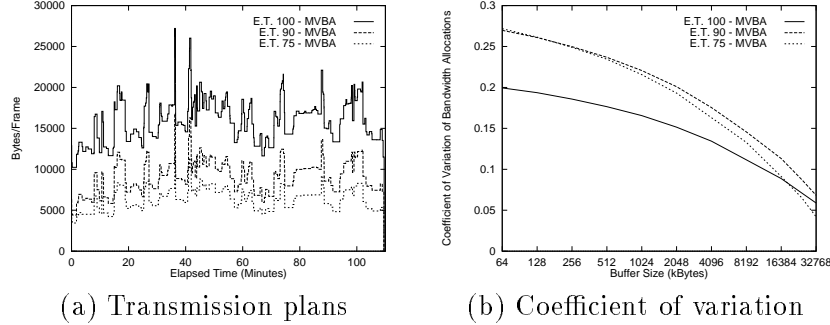 30000
25000
20000
15000
10000
5000
0
Bytes/Frame
E.T. 100 - MVBA
E.T. 90 - MVBA
E.T. 75 - MVBA
0 20 40 60 80 100
Elapsed Time (Minutes)
(a) Transmission plans
0.3
0.25
0.2
0.15
0.1
0.05
0
Coefficient of Variation of Bandwidth Allocations
E.T. 100 - MVBA
E.T. 90 - MVBA
E.T. 75 - MVBA
64 128 256 512 1024 2048 4096 8192 16384 32768
Buffer Size (kBytes)
(b) Coefficient of variation